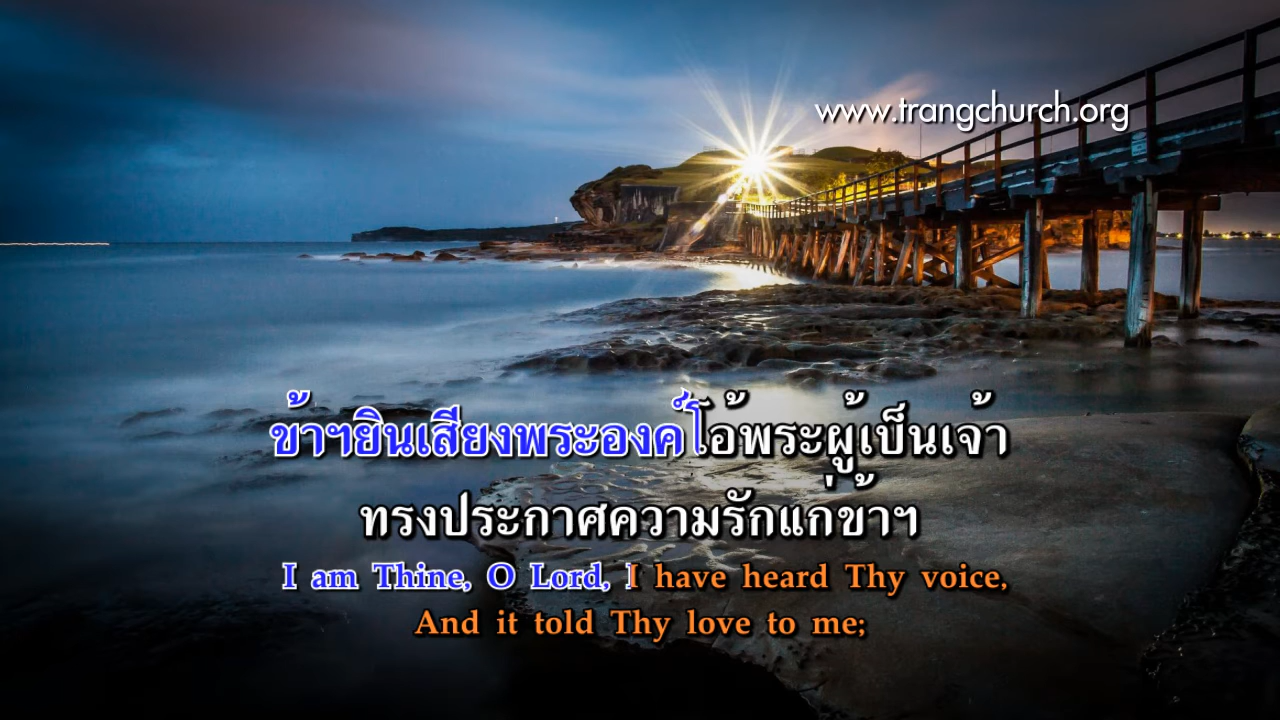 www.trangchurch.org
ข้าฯยินเสียงพระองค์โอ้พระผู้เป็นเจ้า
ทรงประกาศความรักแก่ข้าฯ
I am Thine, O Lord, I have heard Thy voice,
And it told Thy love to me;